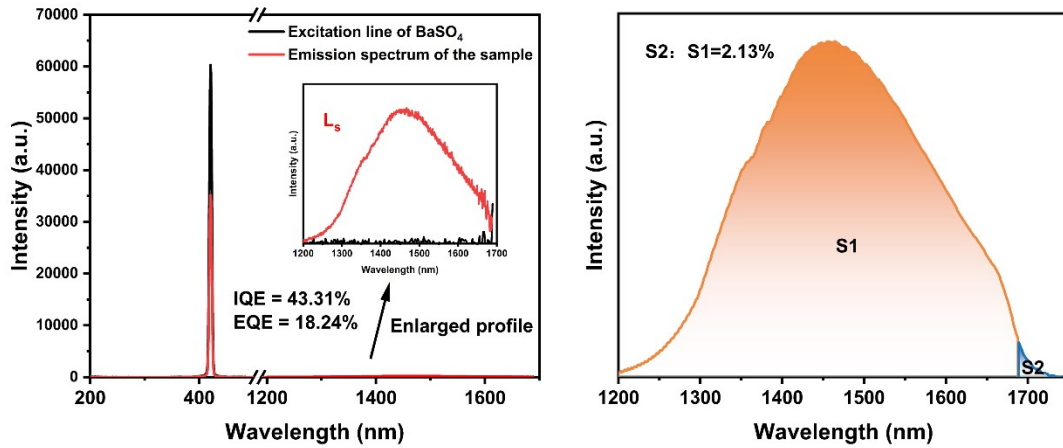 70000
60000
50000
40000
30000
20000
10000
0
Intensity (a.u.)
200
400
1200
1400
1600
Wavelength (nm)
Excitation line of BaSO₄
Emission spectrum of the sample
Lₛ
Intensity (a.u.)
1200
1300
1400
1500
1600
1700
Wavelength (nm)
IQE = 43.31%
EQE = 18.24%
Enlarged profile
S2： S1=2.13%
Intensity (a.u.)
S1
S2
1200
1300
1400
1500
1600
1700
Wavelength (nm)